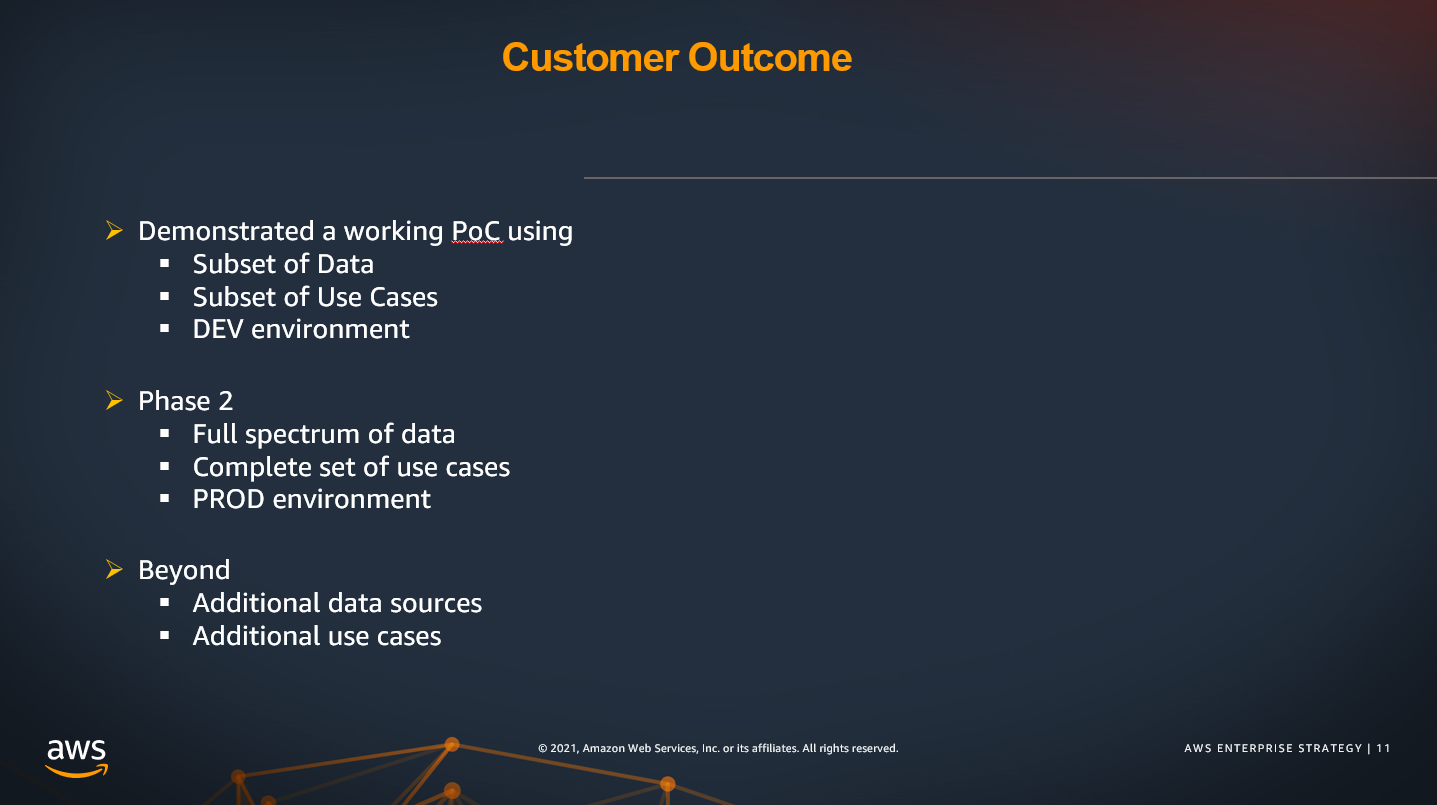 Customer Outcome
Demonstrated a working PoC using
Subset of Data
Subset of Use Cases
DEV environment
Phase 2
Full spectrum of data
Complete set of use cases
PROD environment
Beyond
Additional data sources
Additional use cases
aws
© 2021, Amazon Web Services, Inc. or its affiliates. All rights reserved.
AWS ENTERPRISE STRATEGY | 11